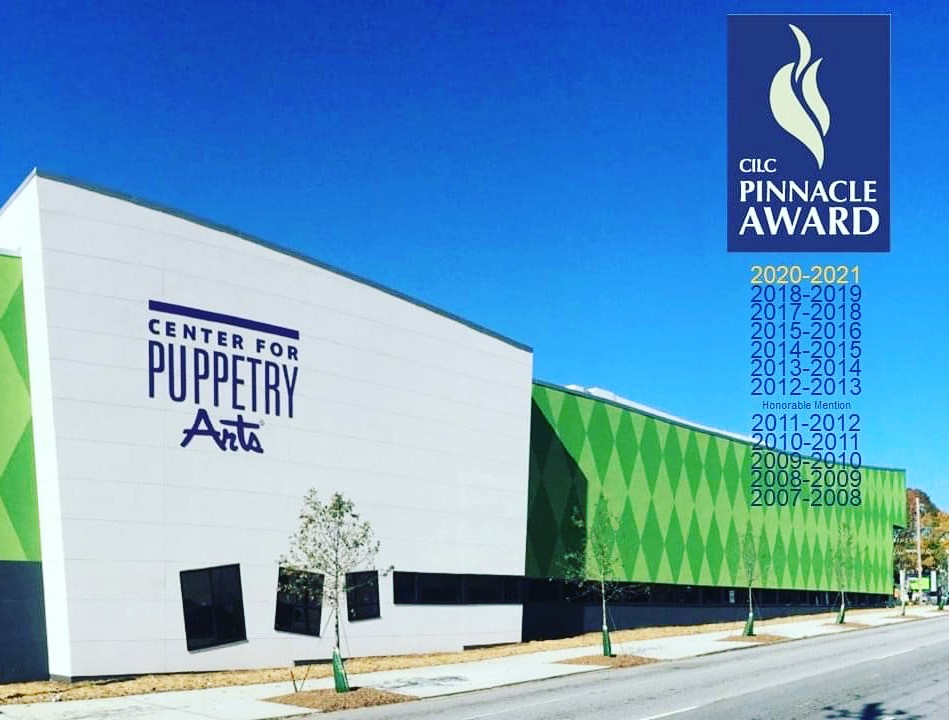 CENTER FOR
PUPPETRY
Arts
CILC
PINNACLE
AWARD
2020-2021
2018-2019
2017-2018
2015-2016
2014-2015
2013-2014
2012-2013
Honorable Mention
2011-2012
2010-2011
2009-2010
2008-2009
2007-2008